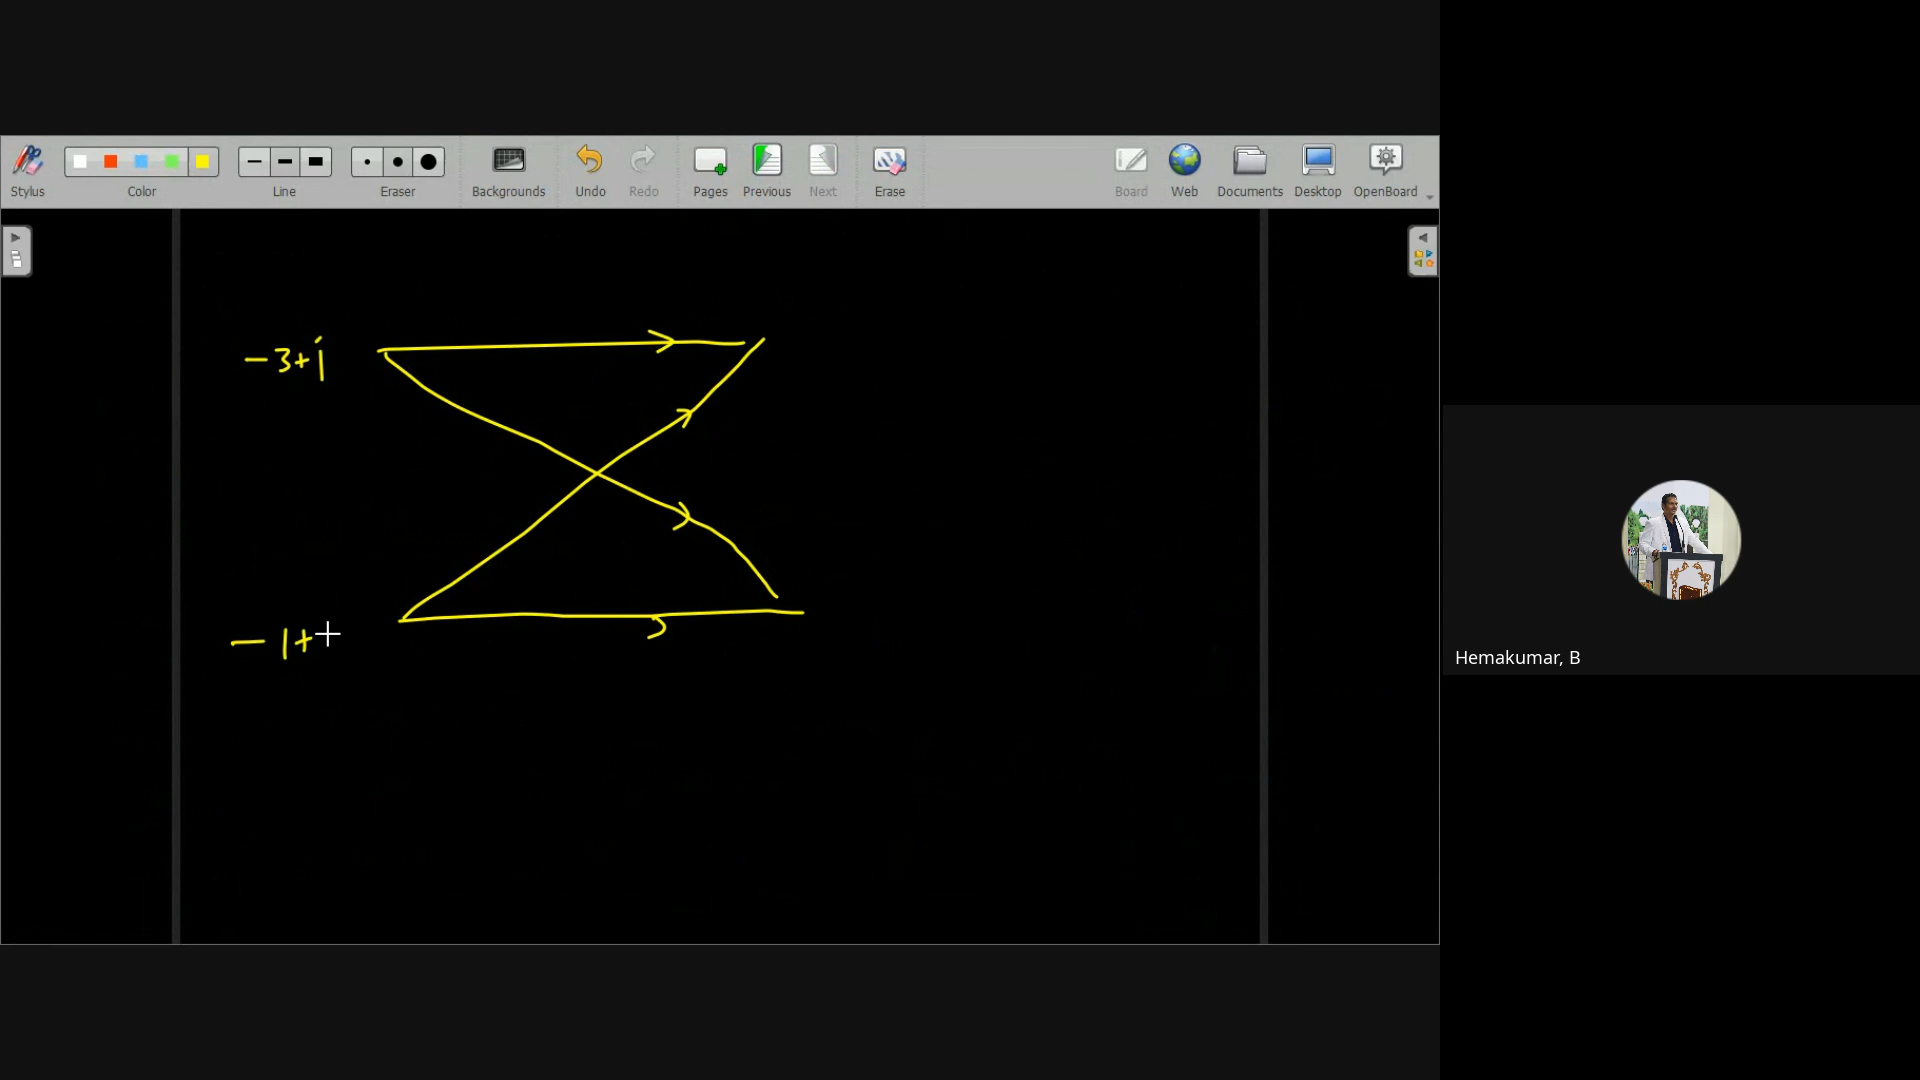 Stylus Color Line Eraser Backgrounds Undo Redo Pages Previous Next Erase Board Web Documents Desktop OpenBoard
-3+j
-1+
Hemakumar, B